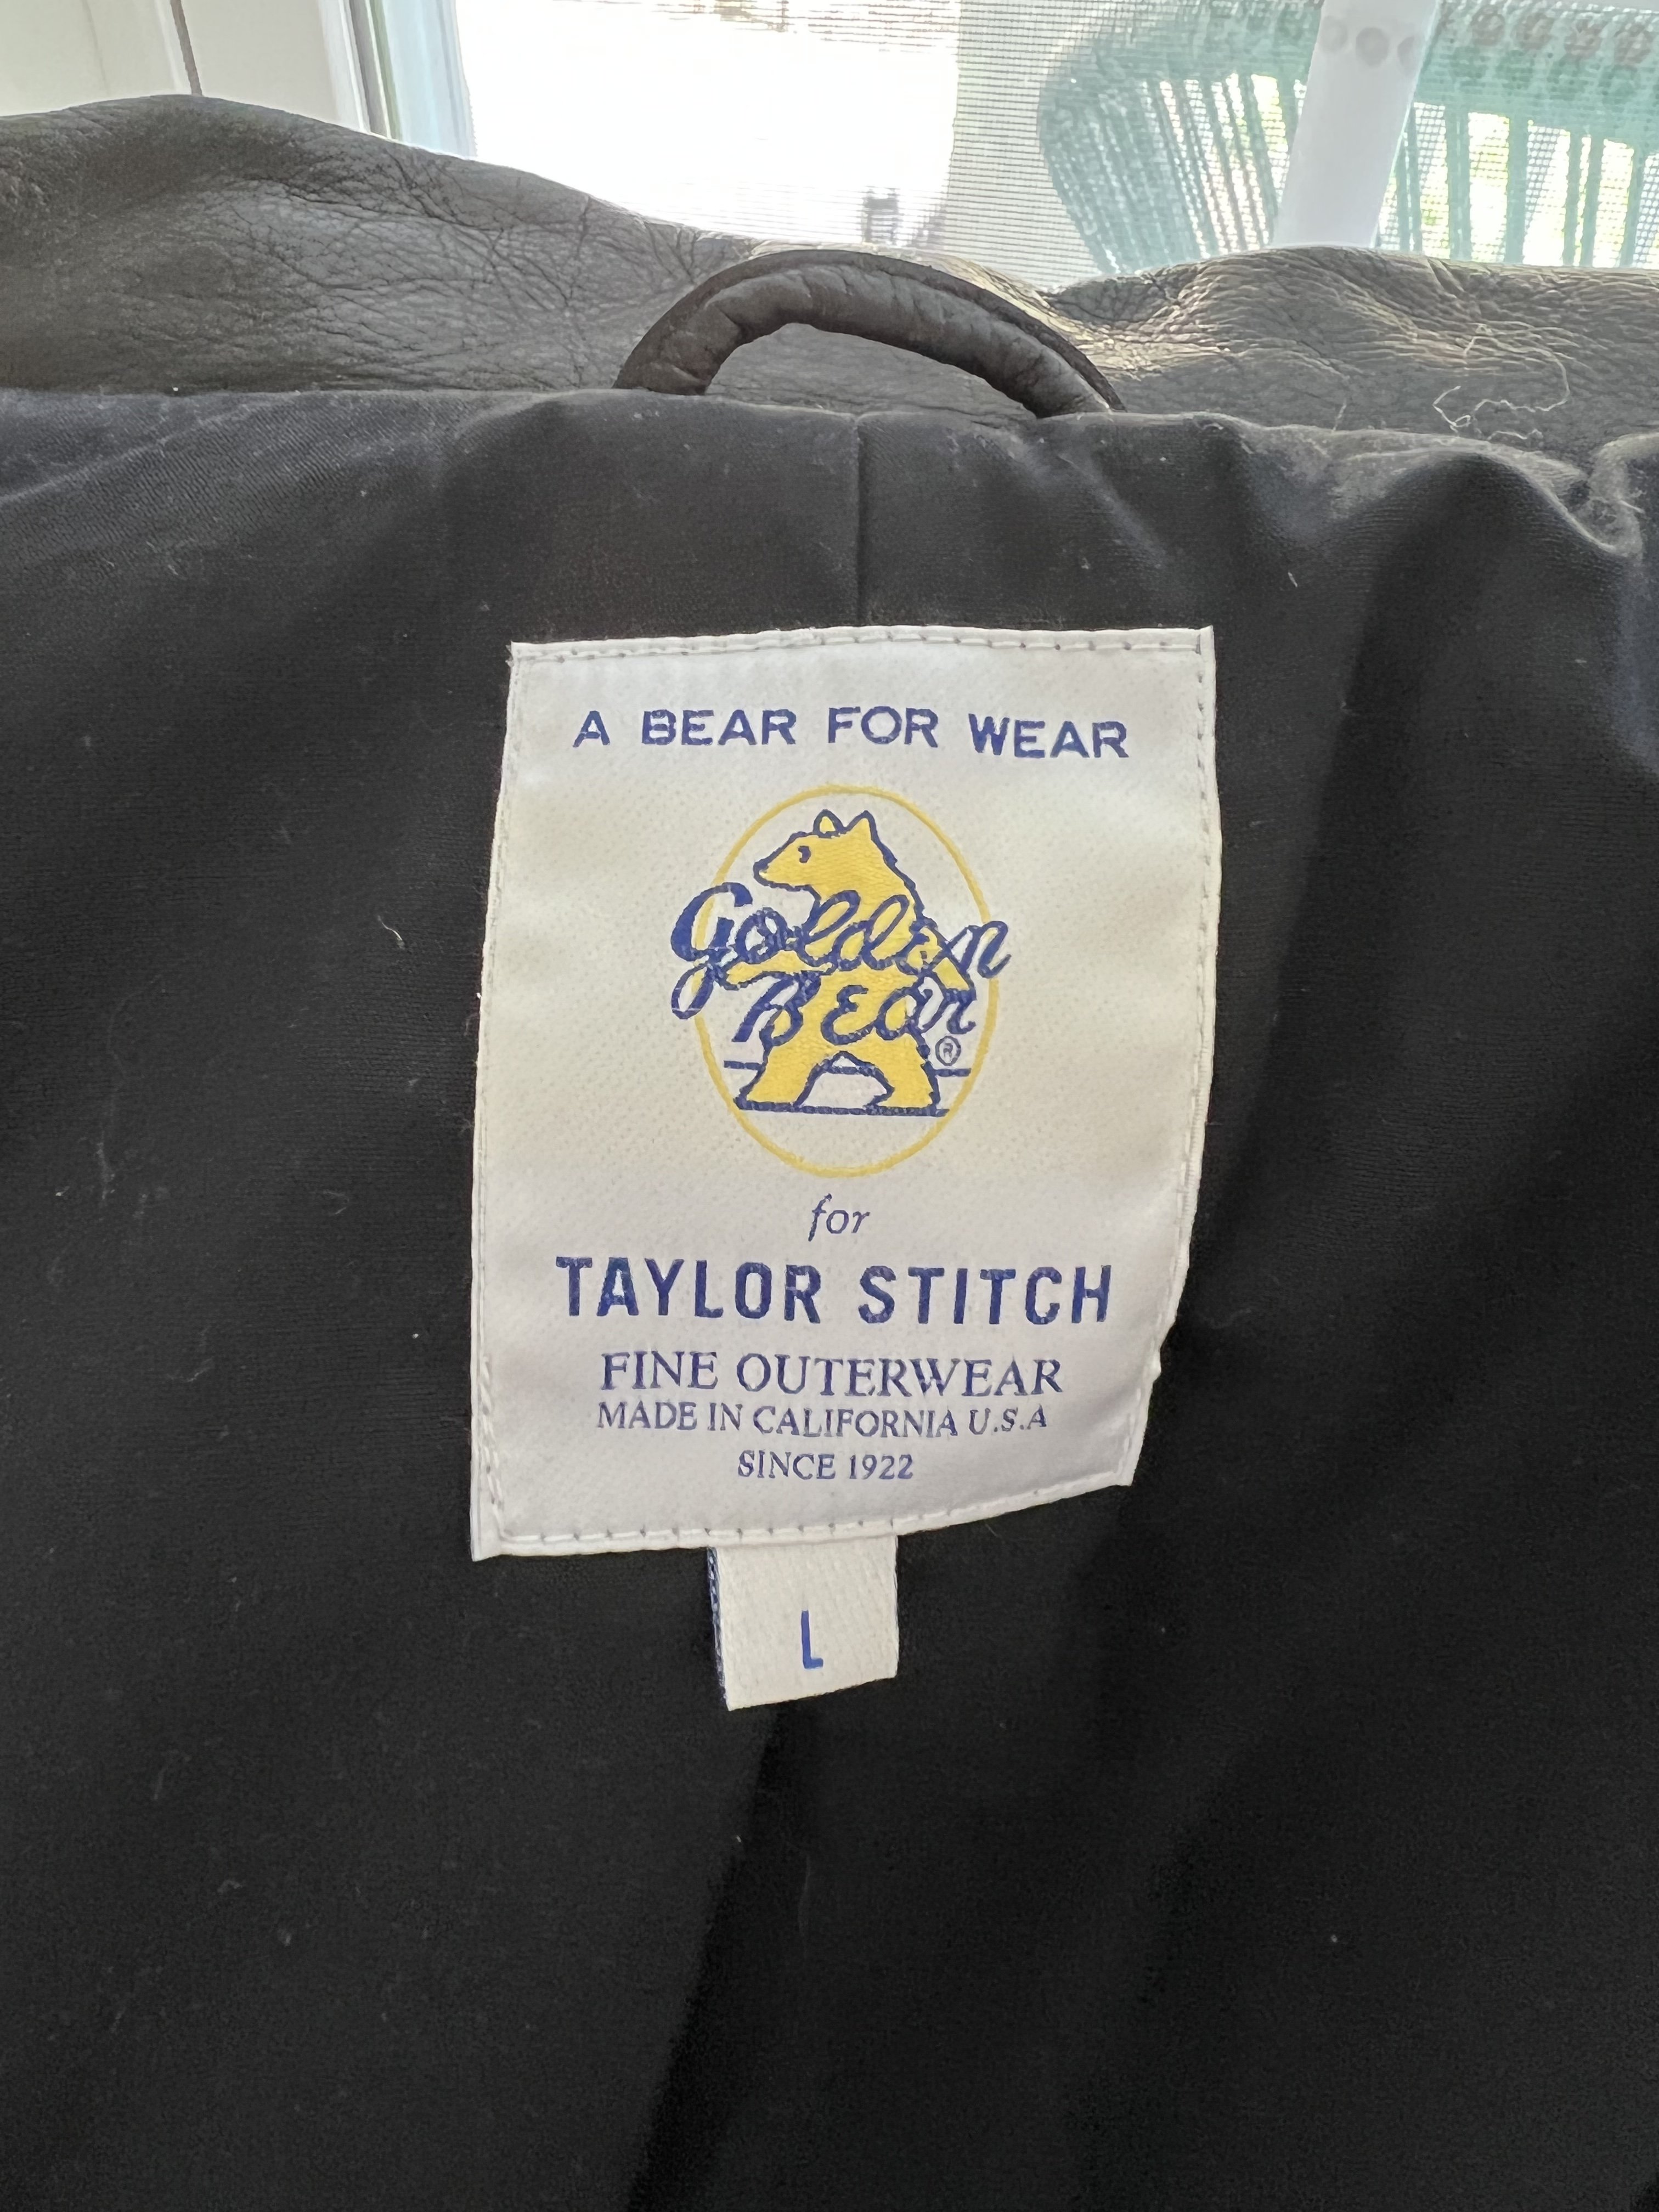 A BEAR FOR WEAR
Golden
BEar
®
for
TAYLOR STITCH
FINE OUTERWEAR
MADE IN CALIFORNIA U.S.A
SINCE 1922
L